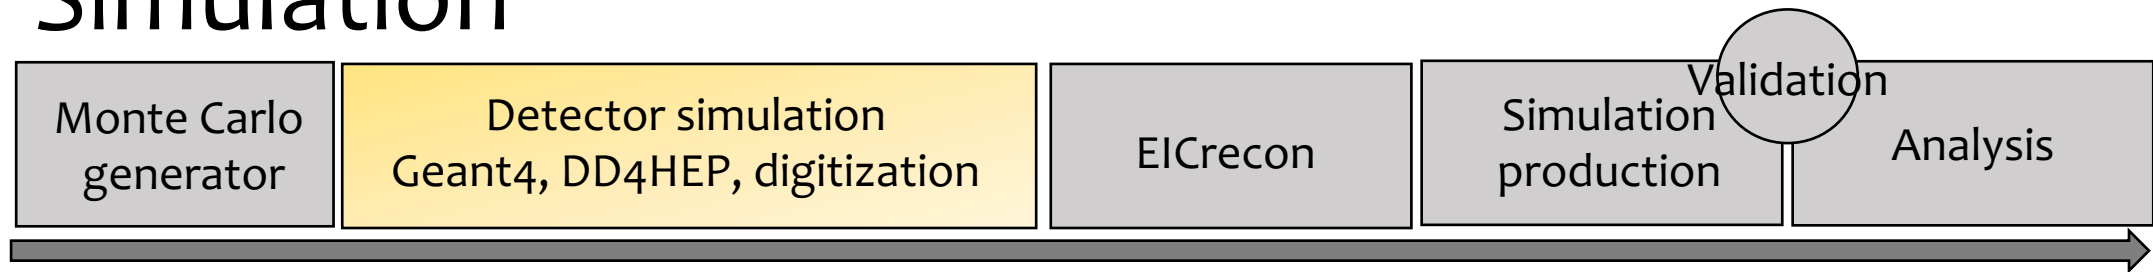 Simulation
Monte Carlo
generator
Detector simulation
Geant4, DD4HEP, digitization
EICrecon
Simulation
production
Validation
Analysis